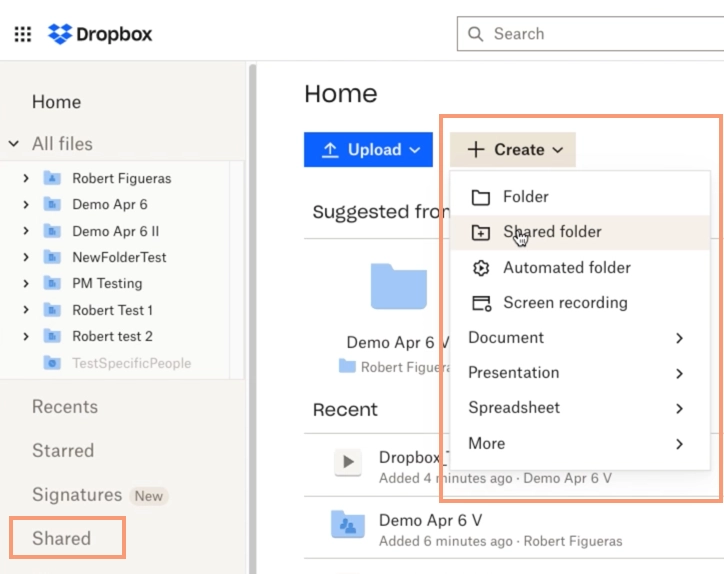 Dropbox
Search
Home
All files
Robert Figueras
Demo Apr 6
Demo Apr 6 II
NewFolderTest
PM Testing
Robert Test 1
Robert test 2
TestSpecificPeople
Recents
Starred
Signatures New
Shared
Home
Upload
Create
Folder
Shared folder
Automated folder
Screen recording
Document
Presentation
Spreadsheet
More
Suggested from
Demo Apr 6 V
Robert Figuera
Recent
Dropbox_
Added 4 minutes ago · Demo Apr 6 V
Demo Apr 6 V
Added 6 minutes ago · Robert Figueras